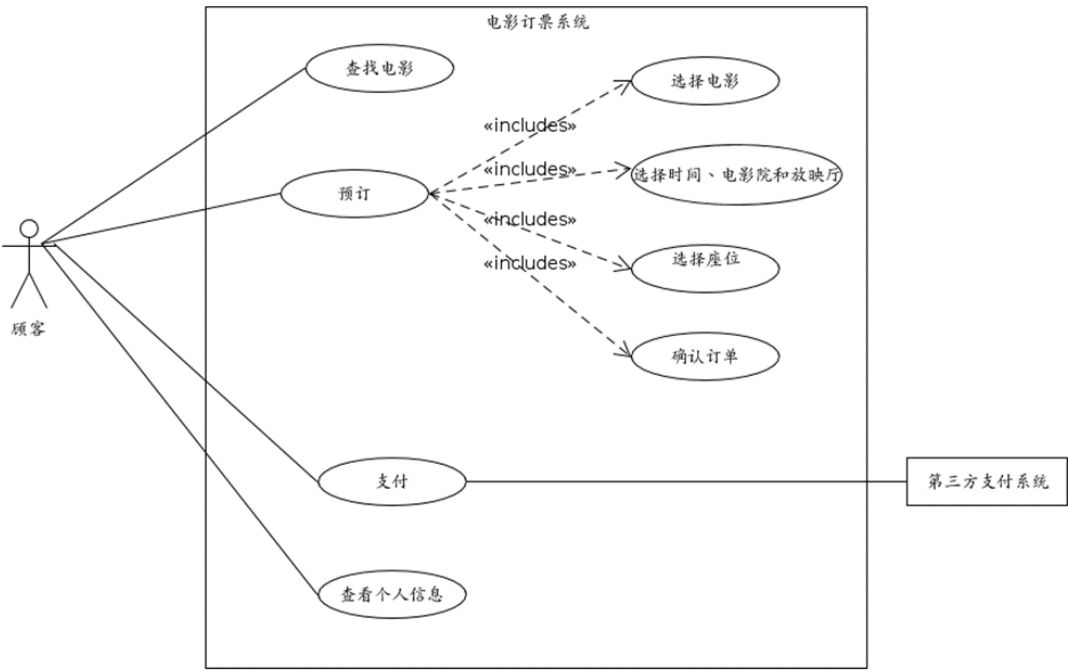 电影订票系统
查找电影
选择电影
«includes»
«includes»
选择时间、电影院和放映厅
预订
«includes»
选择座位
«includes»
顾客
确认订单
支付
第三方支付系统
查看个人信息